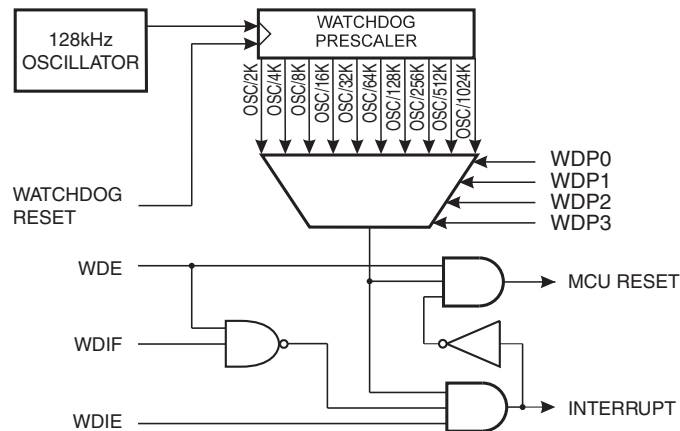 128kHz
OSCILLATOR
WATCHDOG
PRESCALER
OSC/2K
OSC/4K
OSC/8K
OSC/16K
OSC/32K
OSC/64K
OSC/128K
OSC/256K
OSC/512K
OSC/1024K
WDP0
WDP1
WDP2
WDP3
WATCHDOG
RESET
WDE
MCU RESET
WDIF
WDIE
INTERRUPT